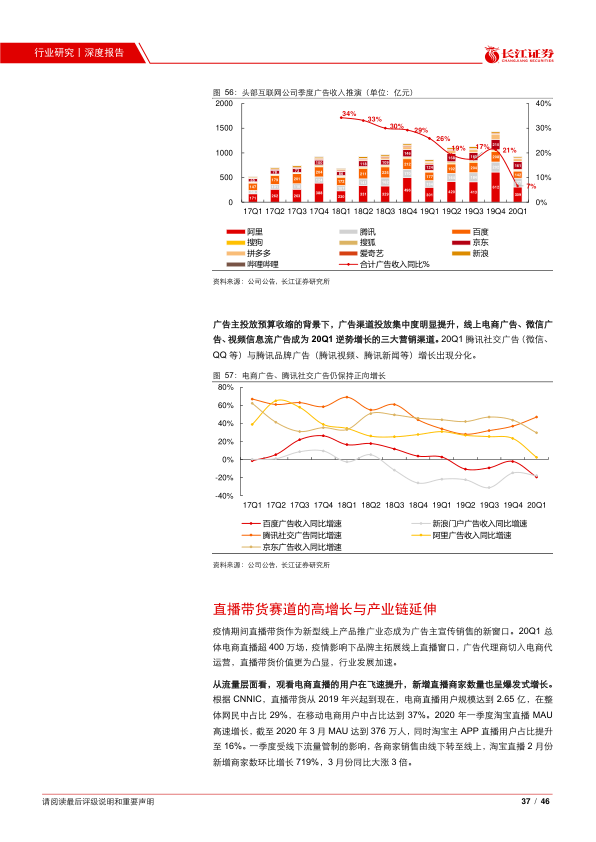 行业研究丨深度报告
长江证券
CHANGJIANG SECURITIES
图 56：头部互联网公司季度广告收入推演（单位：亿元）
2000
1500
1000
500
0
40%
30%
20%
10%
0%
34%
33%
30%
29%
26%
19%
17%
21%
7%
17Q1 17Q2 17Q3 17Q4 18Q1 18Q2 18Q3 18Q4 19Q1 19Q2 19Q3 19Q4 20Q1
阿里 腾讯 百度
搜狗 搜狐 京东
拼多多 爱奇艺 新浪
哔哩哔哩 合计广告收入同比%
资料来源：公司公告，长江证券研究所
广告主投放预算收缩的背景下，广告渠道投放集中度明显提升，线上电商广告、微信广
告、视频信息流广告成为 20Q1 逆势增长的三大营销渠道。20Q1 腾讯社交广告（微信、
QQ 等）与腾讯品牌广告（腾讯视频、腾讯新闻等）增长出现分化。
图 57：电商广告、腾讯社交广告仍保持正向增长
80%
60%
40%
20%
0%
-20%
-40%
17Q1 17Q2 17Q3 17Q4 18Q1 18Q2 18Q3 18Q4 19Q1 19Q2 19Q3 19Q4 20Q1
百度广告收入同比增速 新浪门户广告收入同比增速
腾讯社交广告同比增速 阿里广告收入同比增速
京东广告收入同比增速
资料来源：公司公告，长江证券研究所
直播带货赛道的高增长与产业链延伸
疫情期间直播带货作为新型线上产品推广业态成为广告主宣传销售的新窗口。20Q1 总
体电商直播超 400 万场，疫情影响下品牌主拓展线上直播窗口，广告代理商切入电商代
运营，直播带货价值更为凸显，行业发展加速。
从流量层面看，观看电商直播的用户在飞速提升，新增直播商家数量也呈爆发式增长。
根据 CNNIC，直播带货从 2019 年兴起到现在，电商直播用户规模达到 2.65 亿，在整
体网民中占比 29%，在移动电商用户中占比达到 37%。2020 年一季度淘宝直播 MAU
高速增长，截至 2020 年 3 月 MAU 达到 376 万人，同时淘宝主 APP 直播用户占比提升
至 16%。一季度受线下流量管制的影响，各商家销售由线下转至线上，淘宝直播 2 月份
新增商家数环比增长 719%，3 月份同比大涨 3 倍。
请阅读最后评级说明和重要声明
37 / 46